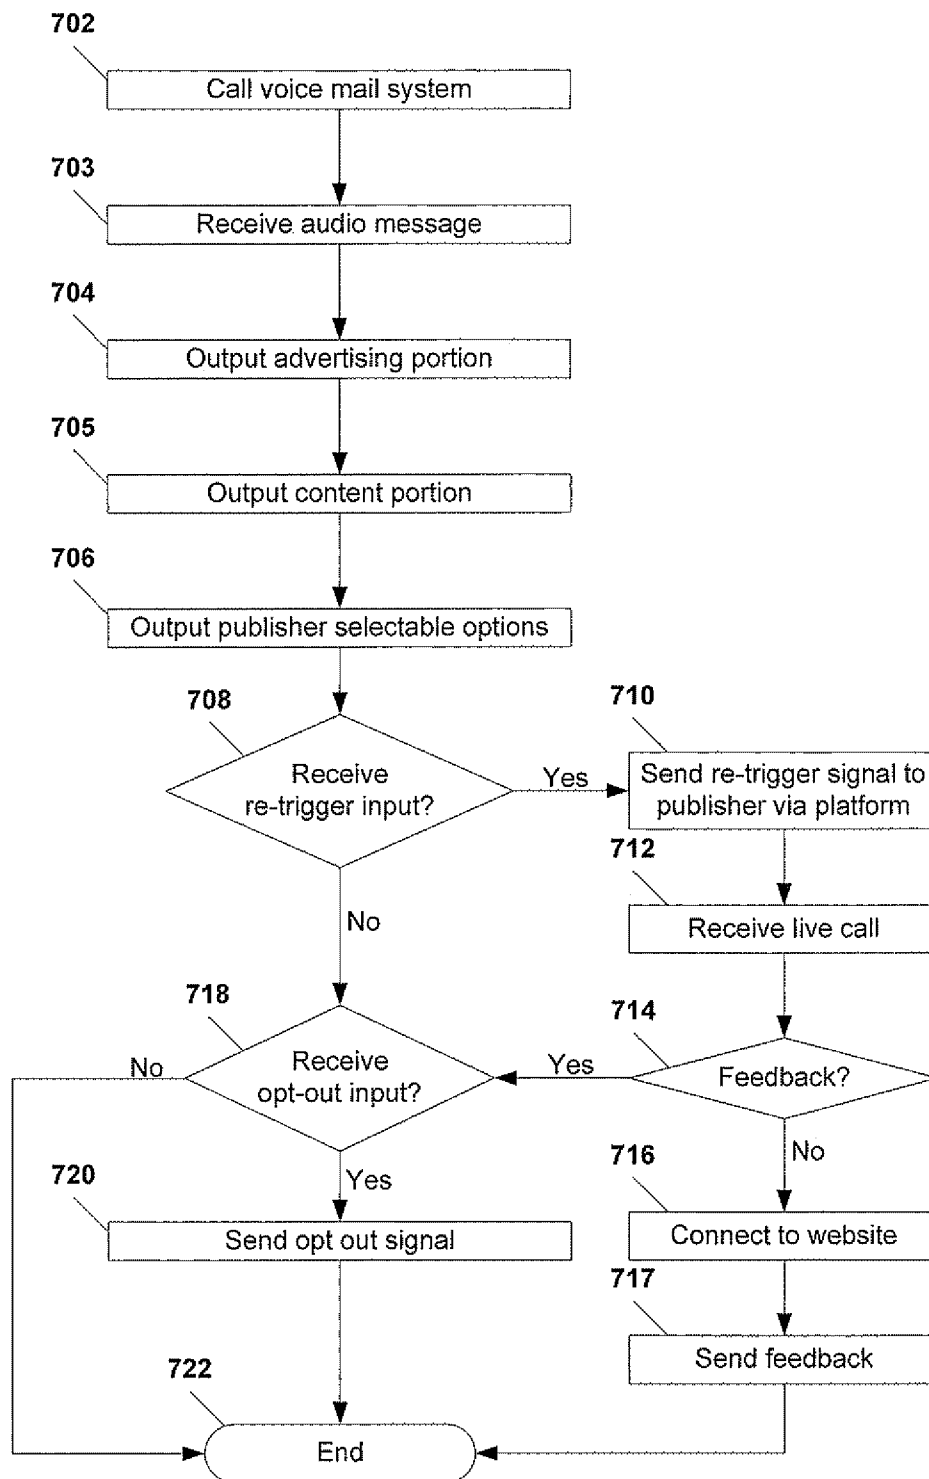 702
Call voice mail system
703
Receive audio message
704
Output advertising portion
705
Output content portion
706
Output publisher selectable options
708
Receive
re-trigger input?
Yes
710
Send re-trigger signal to
publisher via platform
712
Receive live call
No
718
Receive
opt-out input?
No
Yes
714
Feedback?
Yes
No
716
Connect to website
720
Send opt out signal
717
Send feedback
722
End